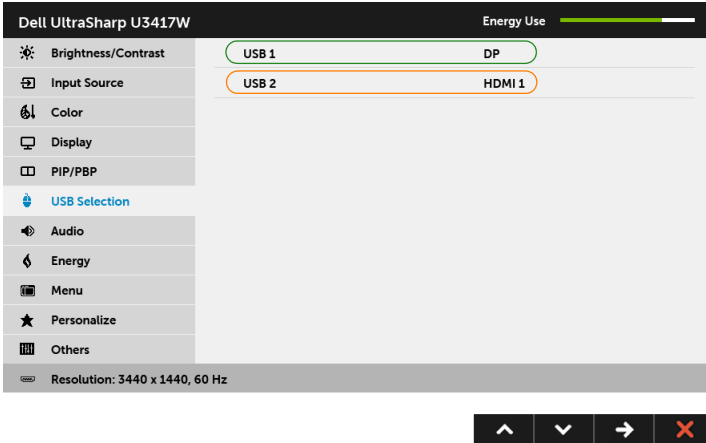 Dell UltraSharp U3417W
Energy Use
Brightness/Contrast
USB 1 DP
Input Source
USB 2 HDMI 1
Color
Display
PIP/PBP
USB Selection
Audio
Energy
Menu
Personalize
Others
Resolution: 3440 x 1440, 60 Hz